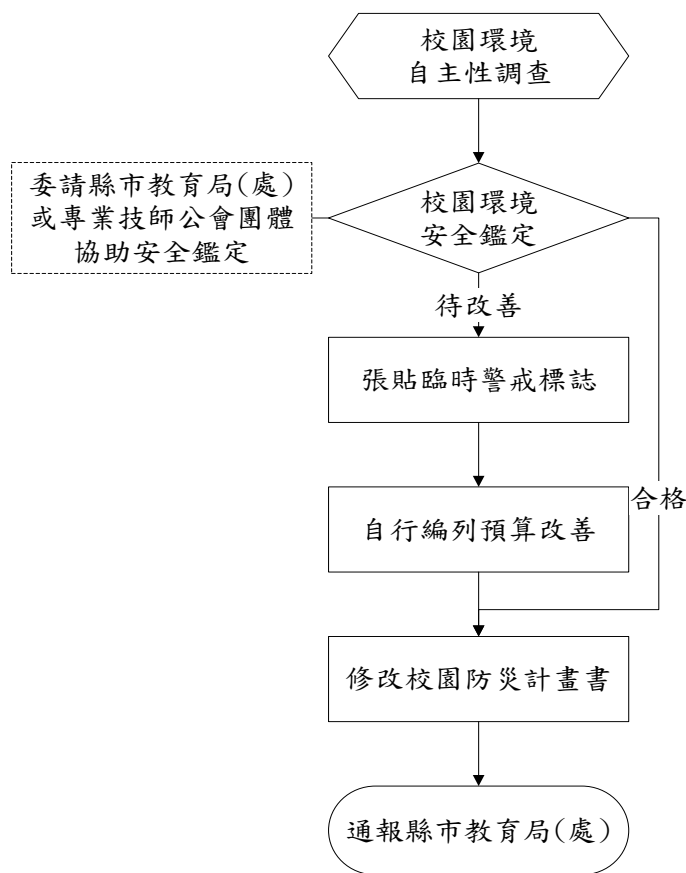 校園環境
自主性調查
委請縣市教育局(處)
或專業技師公會團體
協助安全鑑定
校園環境
安全鑑定
待改善
張貼臨時警戒標誌
合格
自行編列預算改善
修改校園防災計畫書
通報縣市教育局(處)